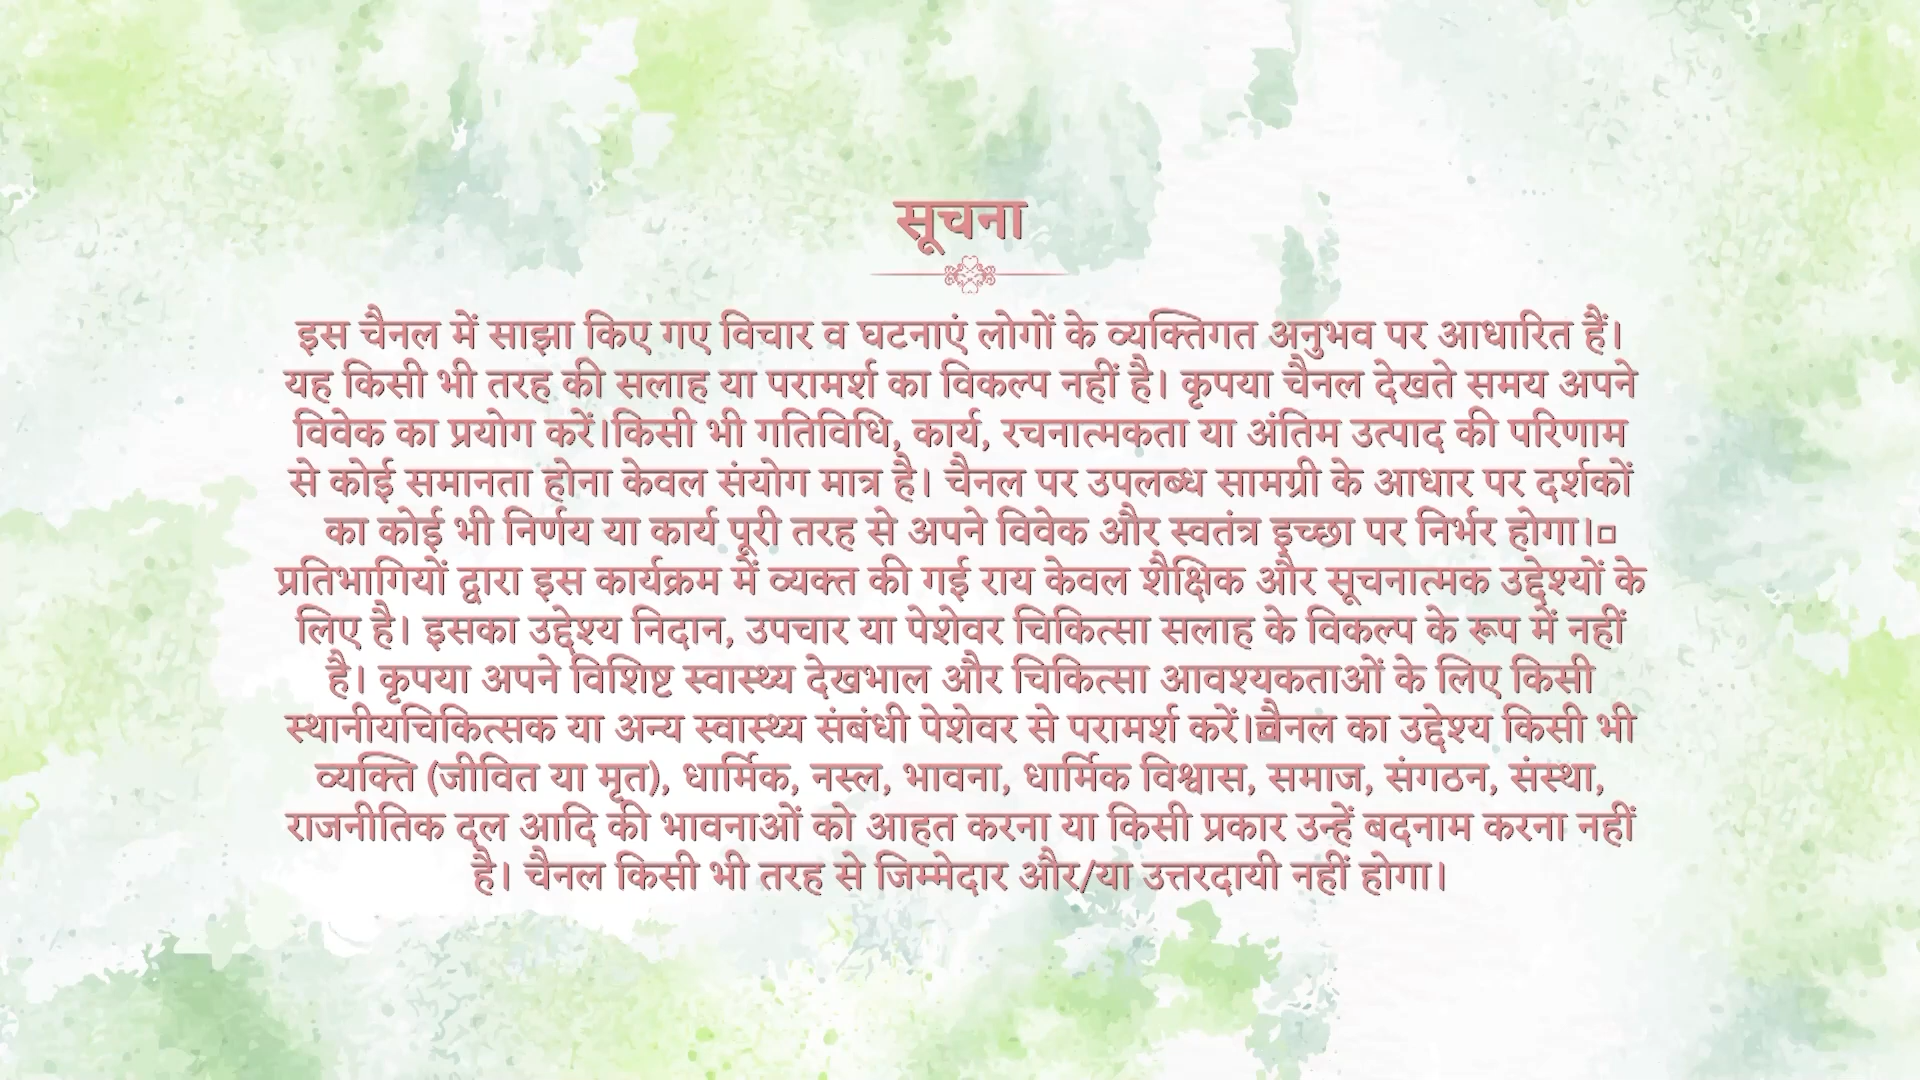 सूचना
इस चैनल में साझा किए गए विचार व घटनाएं लोगों के व्यक्तिगत अनुभव पर आधारित हैं।
यह किसी भी तरह की सलाह या परामर्श का विकल्प नहीं है। कृपया चैनल देखते समय अपने
विवेक का प्रयोग करें।किसी भी गतिविधि, कार्य, रचनात्मकता या अंतिम उत्पाद की परिणाम
से कोई समानता होना केवल संयोग मात्र है। चैनल पर उपलब्ध सामग्री के आधार पर दर्शकों
का कोई भी निर्णय या कार्य पूरी तरह से अपने विवेक और स्वतंत्र इच्छा पर निर्भर होगा।
प्रतिभागियों द्वारा इस कार्यक्रम में व्यक्त की गई राय केवल शैक्षिक और सूचनात्मक उद्देश्यों के
लिए है। इसका उद्देश्य निदान, उपचार या पेशेवर चिकित्सा सलाह के विकल्प के रूप में नहीं
है। कृपया अपने विशिष्ट स्वास्थ्य देखभाल और चिकित्सा आवश्यकताओं के लिए किसी
स्थानीयचिकित्सक या अन्य स्वास्थ्य संबंधी पेशेवर से परामर्श करें।चैनल का उद्देश्य किसी भी
व्यक्ति (जीवित या मृत), धार्मिक, नस्ल, भावना, धार्मिक विश्वास, समाज, संगठन, संस्था,
राजनीतिक दल आदि की भावनाओं को आहत करना या किसी प्रकार उन्हें बदनाम करना नहीं
है। चैनल किसी भी तरह से जिम्मेदार और/या उत्तरदायी नहीं होगा।